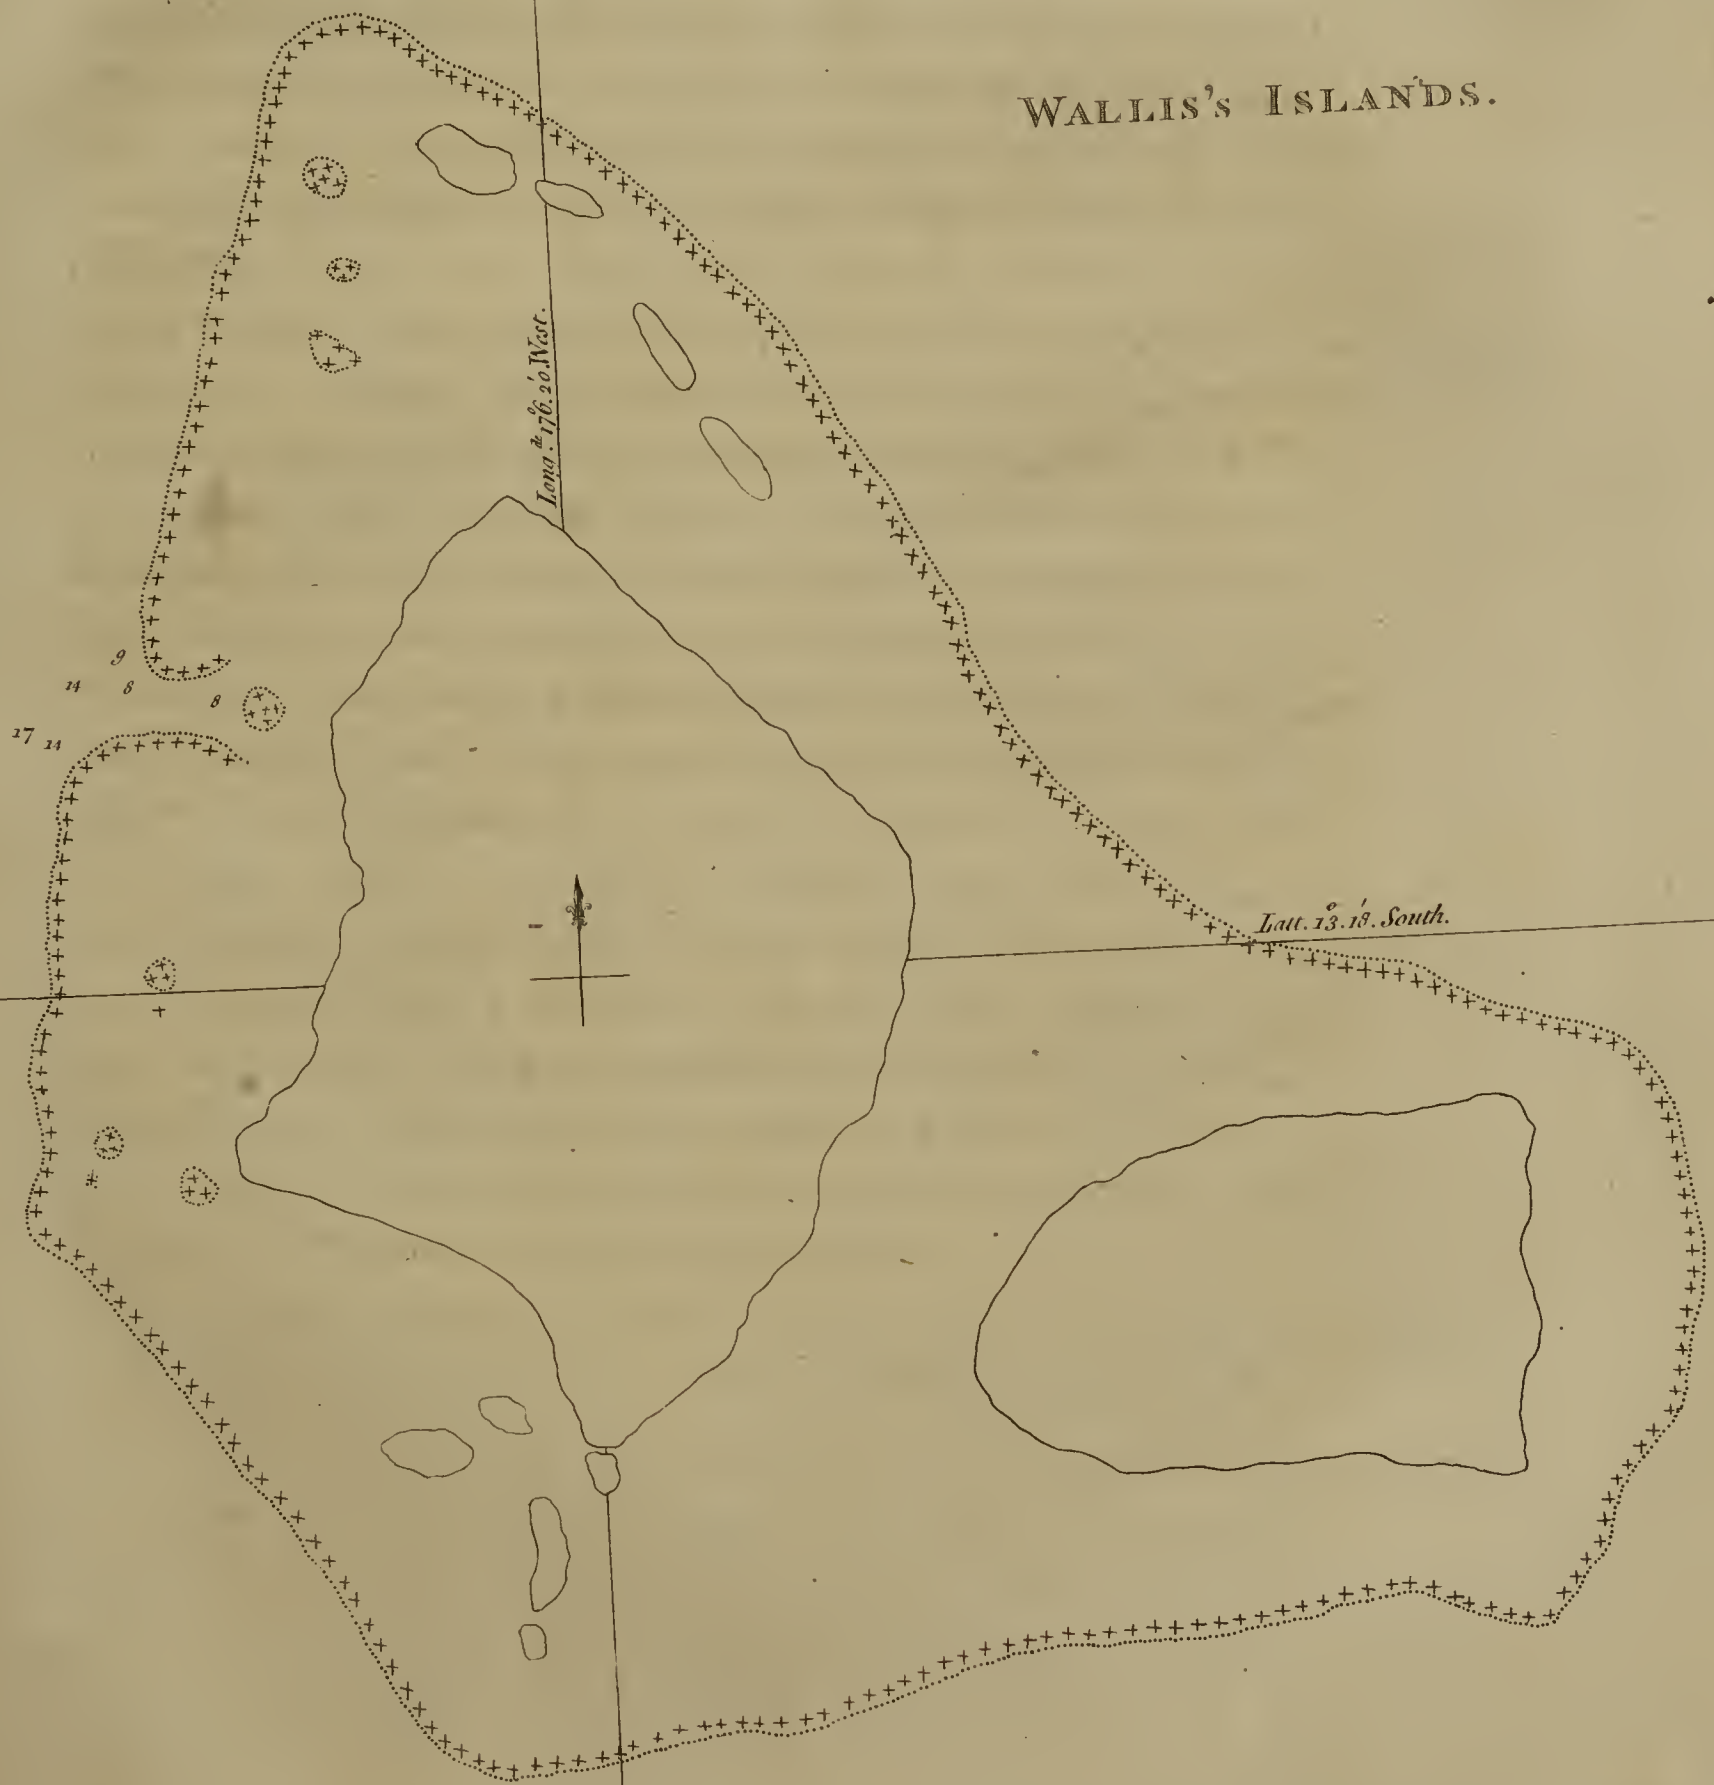 WALLIS'S ISLANDS.
Long.de 176°.20'.West.
9
14 8 8
17 14
Latt. 13°.18'. South.